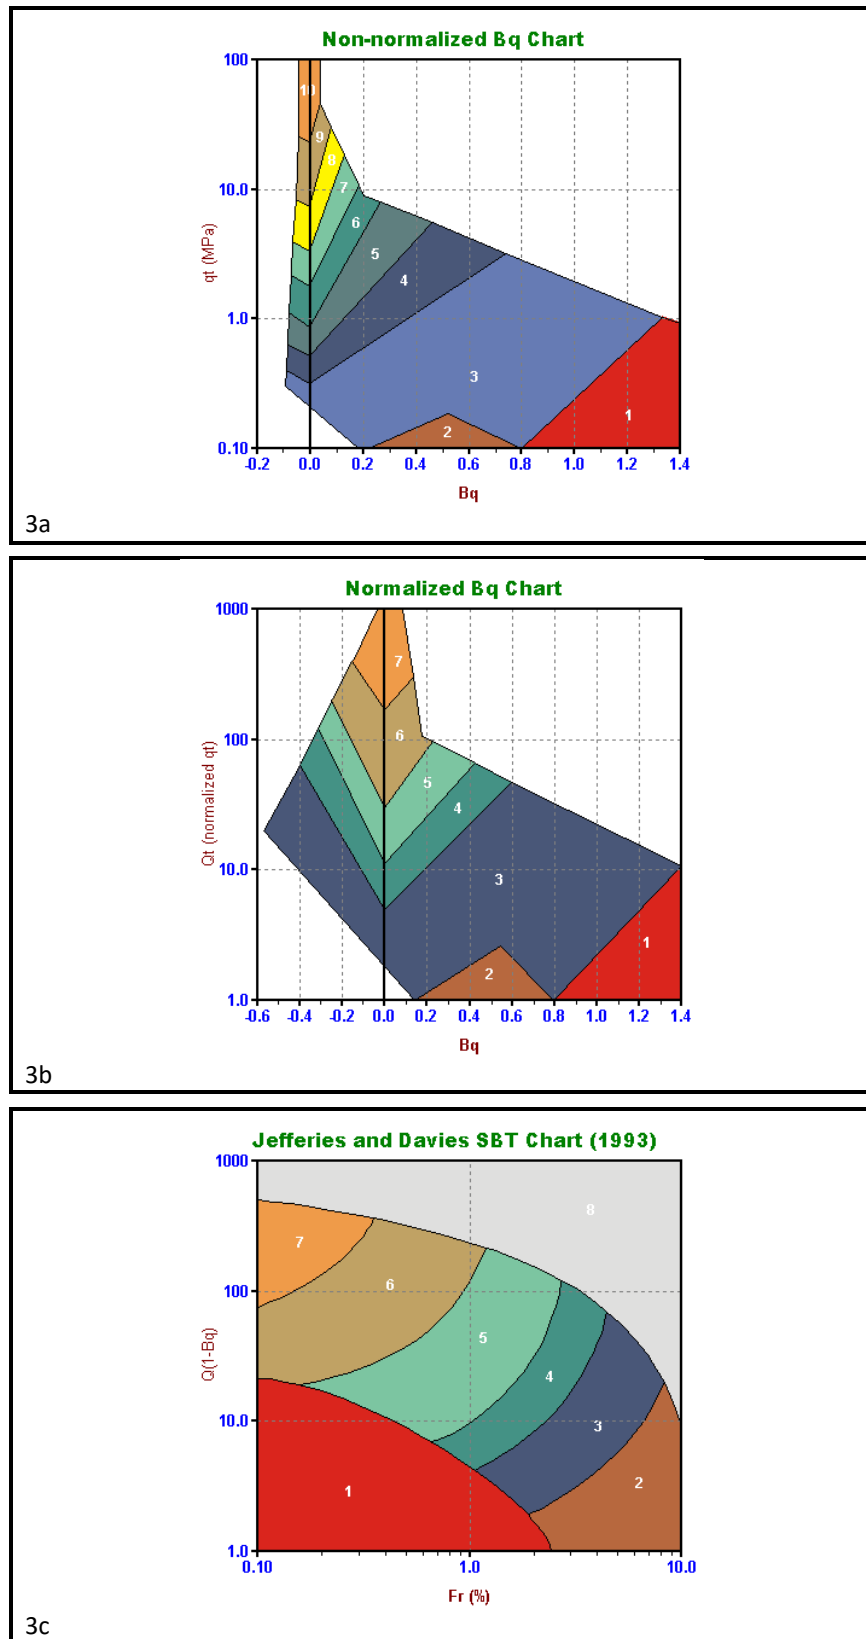 Non-normalized Bq Chart
100
10
9
8
10.0
7
6
5
qt (MPa)
4
1.0
3
1
2
0.10
-0.2 0.0 0.2 0.4 0.6 0.8 1.0 1.2 1.4
Bq
3a
Normalized Bq Chart
1000
7
6
100
5
4
Qt (normalized qt)
3
10.0
1
2
1.0
-0.6 -0.4 -0.2 0.0 0.2 0.4 0.6 0.8 1.0 1.2 1.4
Bq
3b
Jefferies and Davies SBT Chart (1993)
1000
8
7
6
100
5
Q(1-Bq)
4
10.0
3
2
1
1.0
0.10 1.0 10.0
Fr (%)
3c